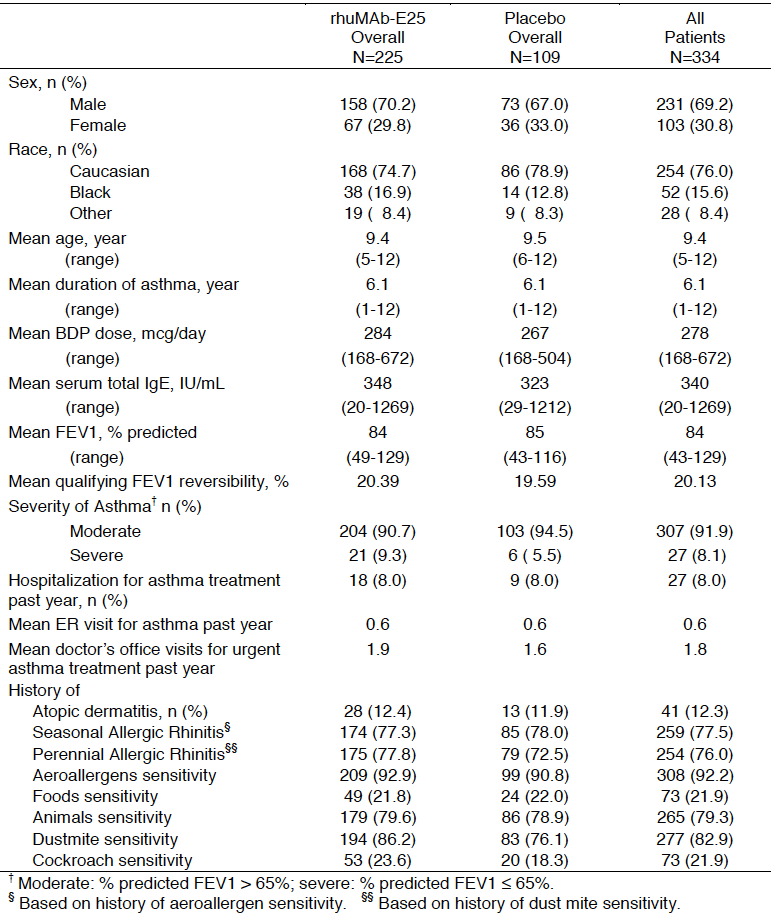 rhuMAb-E25 Placebo All
Overall Overall Patients
N=225 N=109 N=334
Sex, n (%)
Male 158 (70.2) 73 (67.0) 231 (69.2)
Female 67 (29.8) 36 (33.0) 103 (30.8)
Race, n (%)
Caucasian 168 (74.7) 86 (78.9) 254 (76.0)
Black 38 (16.9) 14 (12.8) 52 (15.6)
Other 19 ( 8.4) 9 ( 8.3) 28 ( 8.4)
Mean age, year 9.4 9.5 9.4
(range) (5-12) (6-12) (5-12)
Mean duration of asthma, year 6.1 6.1 6.1
(range) (1-12) (1-12) (1-12)
Mean BDP dose, mcg/day 284 267 278
(range) (168-672) (168-504) (168-672)
Mean serum total IgE, IU/mL 348 323 340
(range) (20-1269) (29-1212) (20-1269)
Mean FEV1, % predicted 84 85 84
(range) (49-129) (43-116) (43-129)
Mean qualifying FEV1 reversibility, % 20.39 19.59 20.13
Severity of Asthma† n (%)
Moderate 204 (90.7) 103 (94.5) 307 (91.9)
Severe 21 (9.3) 6 ( 5.5) 27 (8.1)
Hospitalization for asthma treatment 18 (8.0) 9 (8.0) 27 (8.0)
past year, n (%)
Mean ER visit for asthma past year 0.6 0.6 0.6
Mean doctor's office visits for urgent 1.9 1.6 1.8
asthma treatment past year
History of
Atopic dermatitis, n (%) 28 (12.4) 13 (11.9) 41 (12.3)
Seasonal Allergic Rhinitis§ 174 (77.3) 85 (78.0) 259 (77.5)
Perennial Allergic Rhinitis§§ 175 (77.8) 79 (72.5) 254 (76.0)
Aeroallergens sensitivity 209 (92.9) 99 (90.8) 308 (92.2)
Foods sensitivity 49 (21.8) 24 (22.0) 73 (21.9)
Animals sensitivity 179 (79.6) 86 (78.9) 265 (79.3)
Dustmite sensitivity 194 (86.2) 83 (76.1) 277 (82.9)
Cockroach sensitivity 53 (23.6) 20 (18.3) 73 (21.9)
† Moderate: % predicted FEV1 > 65%; severe: % predicted FEV1 ≤ 65%.
§ Based on history of aeroallergen sensitivity. §§ Based on history of dust mite sensitivity.